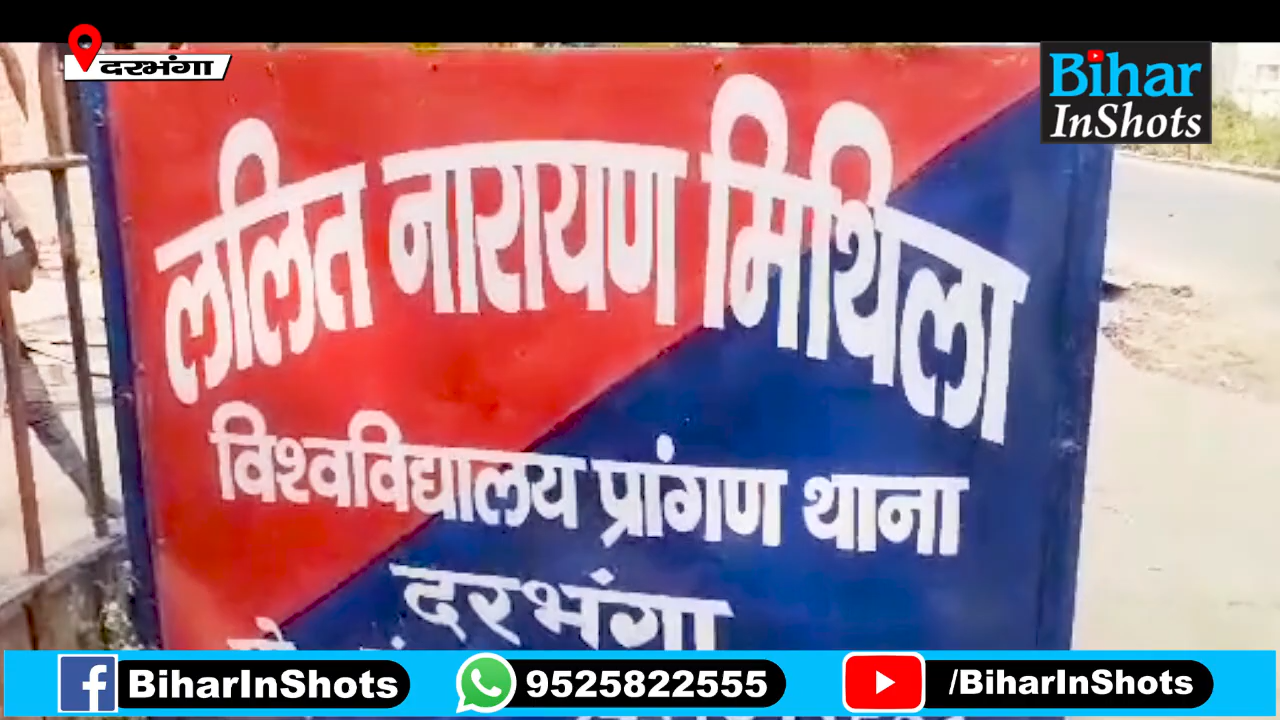 दरभंगा
Bihar
InShots
ललित नारायण मिथिला
विश्वविद्यालय प्रांगण थाना
दरभंगा
BiharInShots
9525822555
/BiharInShots